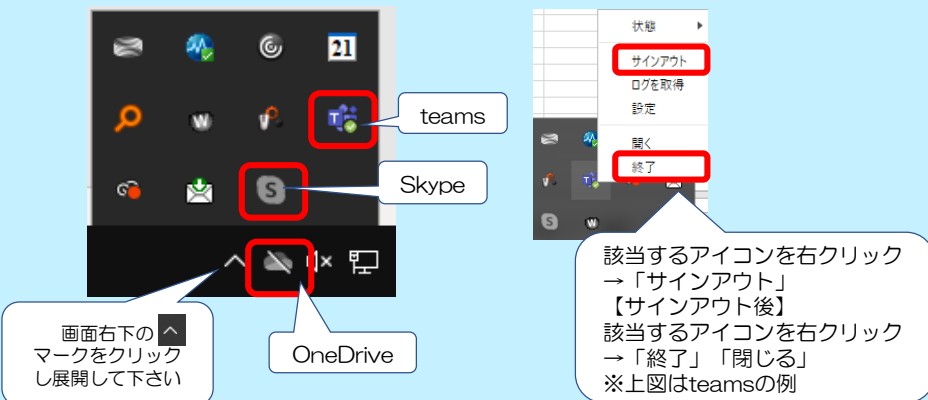 21
teams
Skype
OneDrive
画面右下の
マークをクリック
し展開して下さい
状態
サインアウト
ログを取得
設定
開く
終了
該当するアイコンを右クリック
→「サインアウト」
【サインアウト後】
該当するアイコンを右クリック
→「終了」「閉じる」
※上図はteamsの例